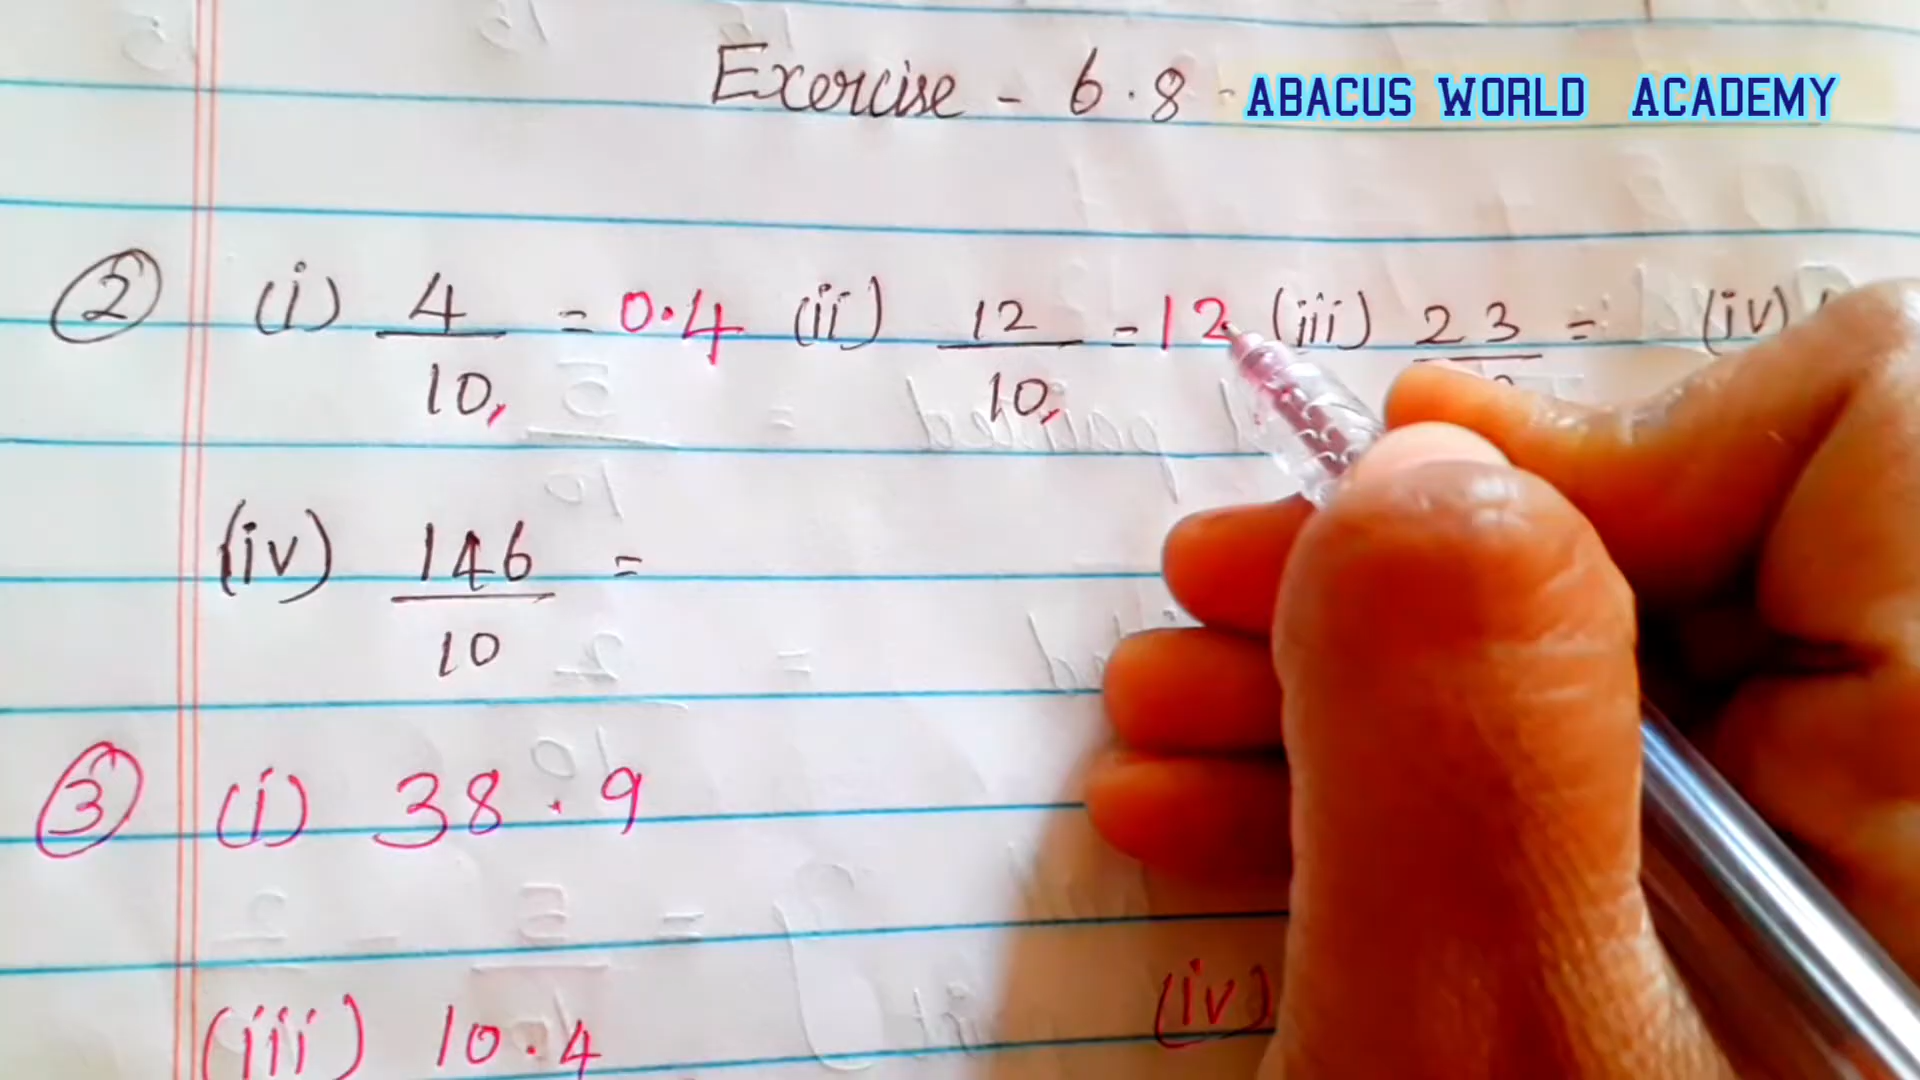 Exercise - 6.8 - ABACUS WORLD ACADEMY
② (i) 4/10, = 0.4 (ii) 12/10, = 12 (iii) 23 = (iv)
(iv) 146/10 =
③ (i) 38.9
(iii) 10.4 (iv)